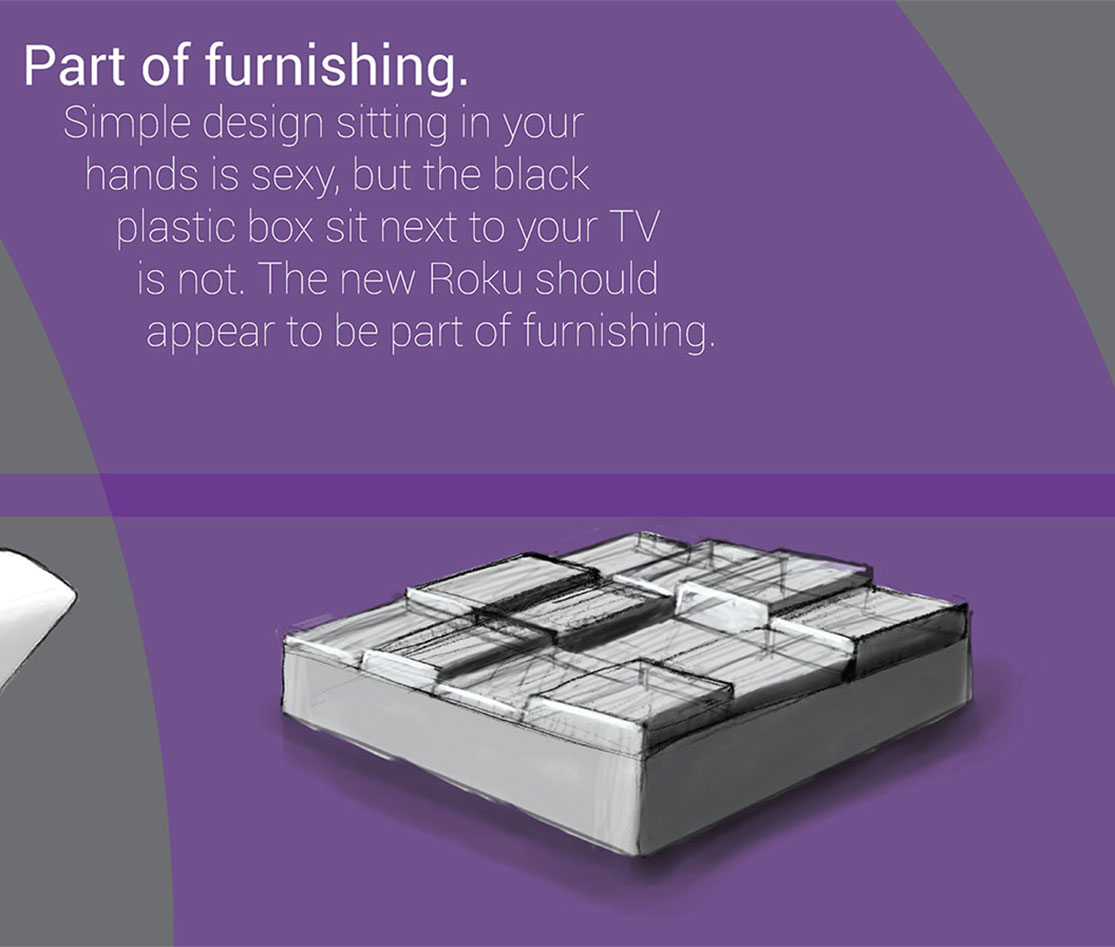 Part of furnishing.
Simple design sitting in your
hands is sexy, but the black
plastic box sit next to your TV
is not. The new Roku should
appear to be part of furnishing.